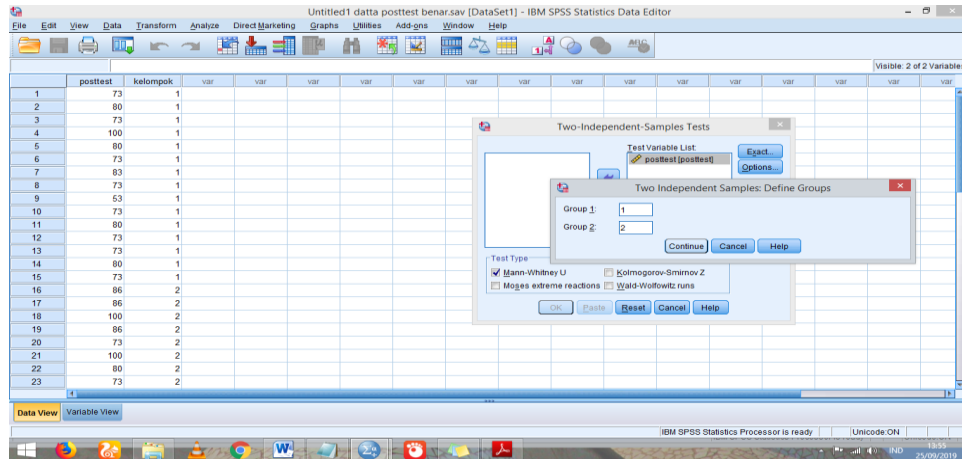 Untitled1 datta posttest benar.sav [DataSet1] - IBM SPSS Statistics Data Editor
File Edit View Data Transform Analyze Direct Marketing Graphs Utilities Add-ons Window Help
Visible: 2 of 2 Variable
posttest kelompok var var var var var var var var var var var var var var var
1 73 1
2 80 1
3 73 1
4 100 1
5 80 1
6 73 1
7 83 1
8 73 1
9 53 1
10 73 1
11 80 1
12 73 1
13 73 1
14 80 1
15 73 1
16 86 2
17 86 2
18 100 2
19 86 2
20 73 2
21 100 2
22 80 2
23 73 2
Two-Independent-Samples Tests
Test Variable List:
posttest [posttest]
Exact...
Options...
Two Independent Samples: Define Groups
Group 1: 1
Group 2: 2
Continue Cancel Help
Test Type
Mann-Whitney U Kolmogorov-Smirnov Z
Moses extreme reactions Wald-Wolfowitz runs
OK Paste Reset Cancel Help
Data View Variable View
IBM SPSS Statistics Processor is ready Unicode:ON
IND
13:55
25/09/2019